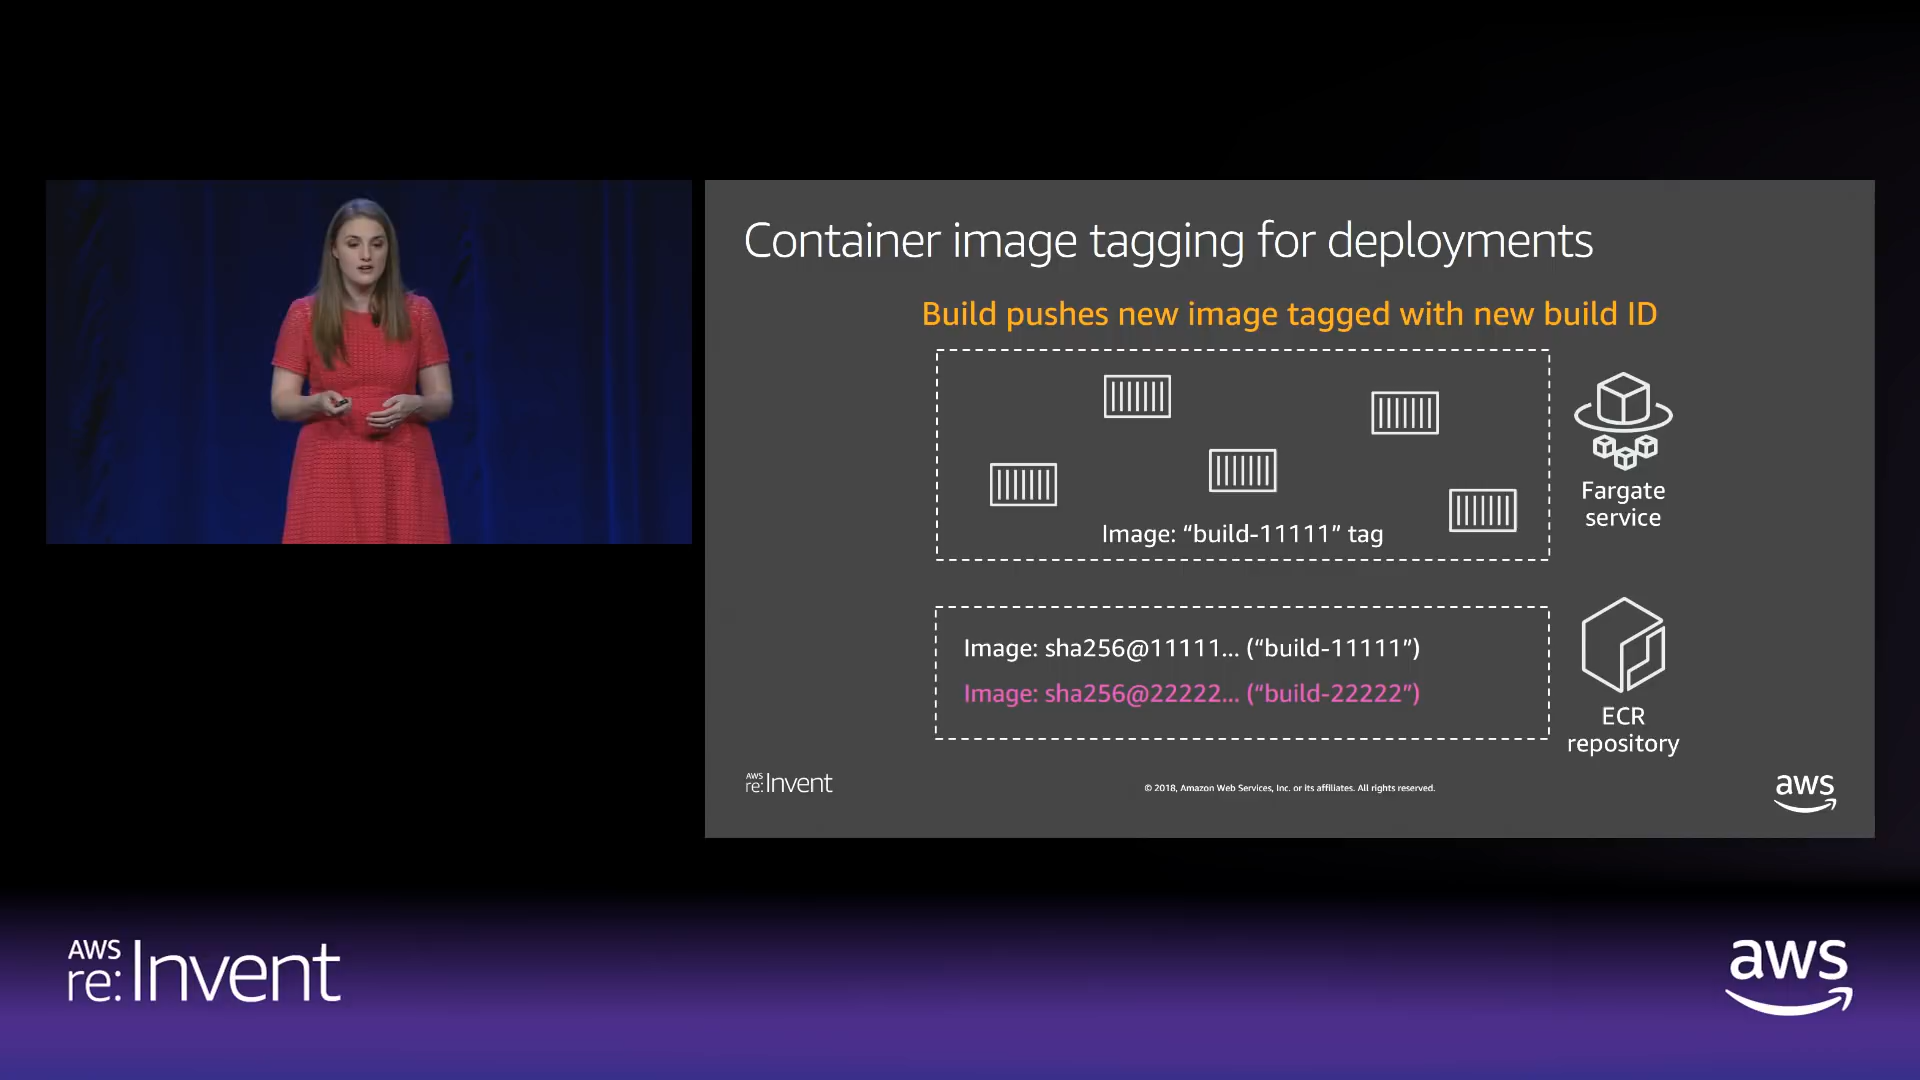 Container image tagging for deployments
Build pushes new image tagged with new build ID
Image: “build-11111” tag
Fargate
service
Image: sha256@11111... (“build-11111”)
Image: sha256@22222... (“build-22222”)
ECR
repository
AWS
re:Invent
© 2018, Amazon Web Services, Inc. or its affiliates. All rights reserved.
aws
AWS
re:Invent
aws